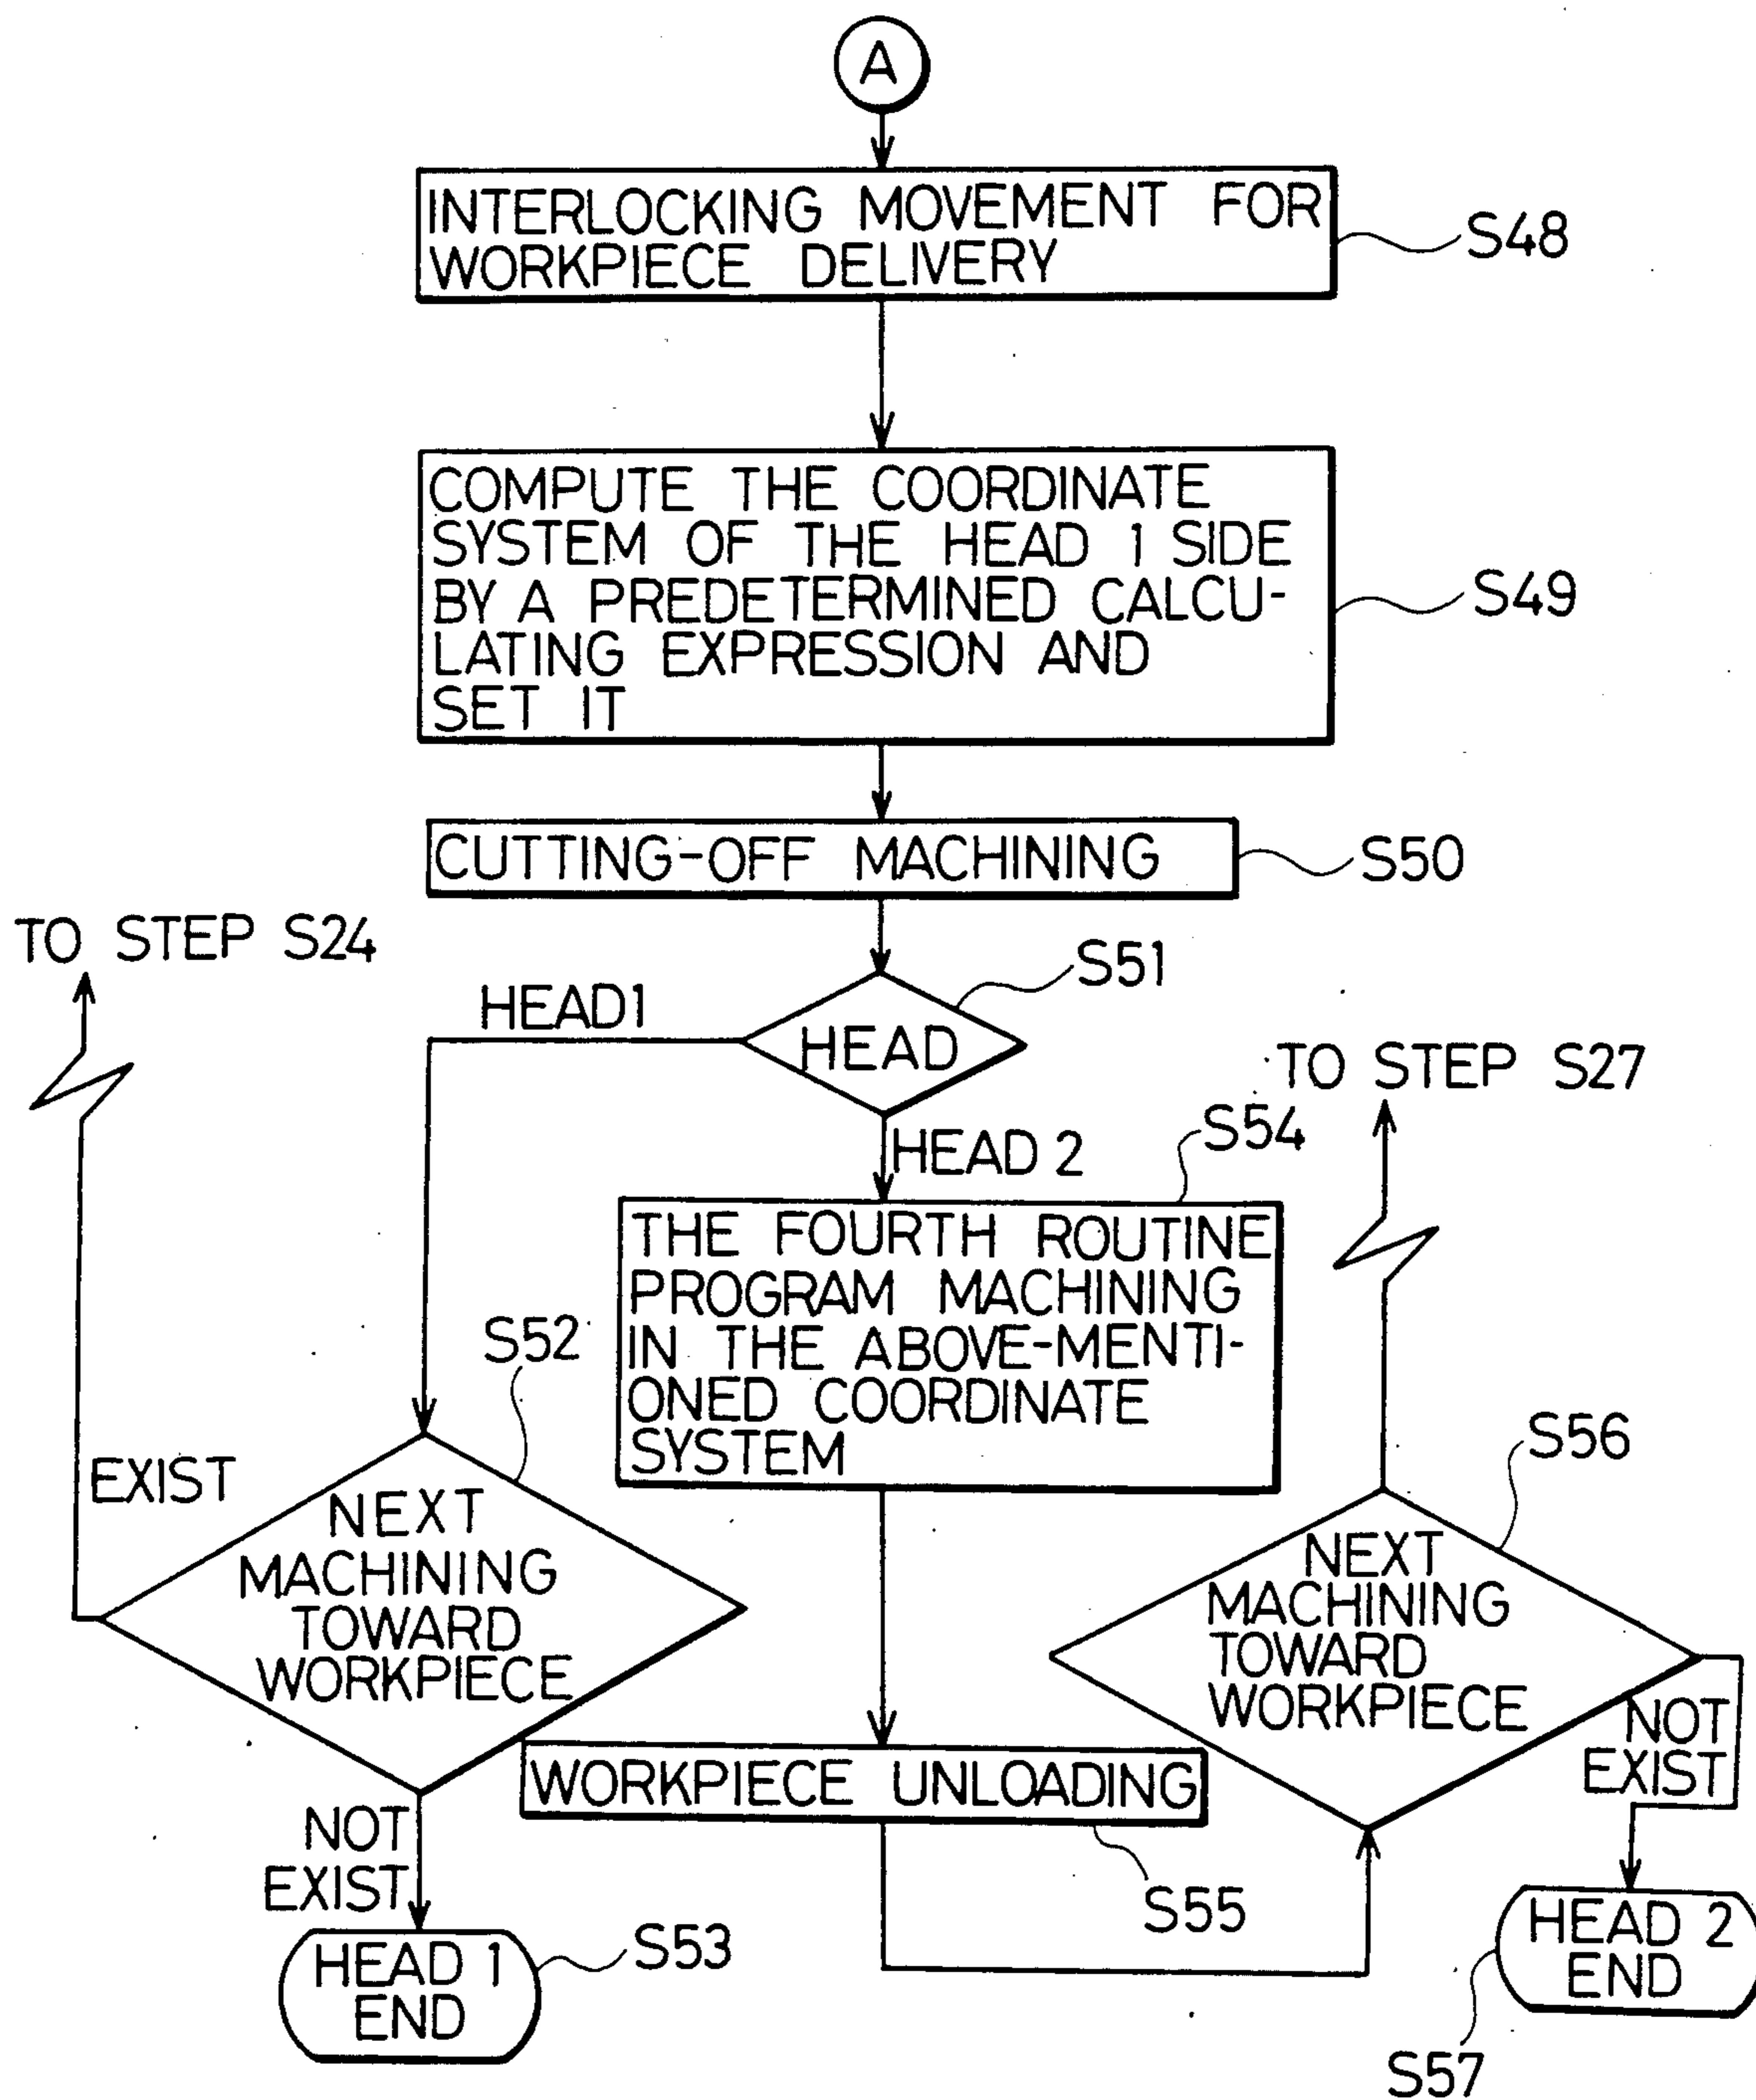 A
INTERLOCKING MOVEMENT FOR
WORKPIECE DELIVERY
S48
COMPUTE THE COORDINATE
SYSTEM OF THE HEAD 1 SIDE
BY A PREDETERMINED CALCU-
LATING EXPRESSION AND
SET IT
S49
CUTTING-OFF MACHINING
S50
TO STEP S24
S51
HEAD1
HEAD
TO STEP S27
S54
HEAD 2
THE FOURTH ROUTINE
PROGRAM MACHINING
IN THE ABOVE-MENTI-
ONED COORDINATE
SYSTEM
S52
EXIST
NEXT
MACHINING
TOWARD
WORKPIECE
S56
NEXT
MACHINING
TOWARD
WORKPIECE
NOT
EXIST
WORKPIECE UNLOADING
S55
NOT
EXIST
HEAD 1
END
S53
HEAD 2
END
S57